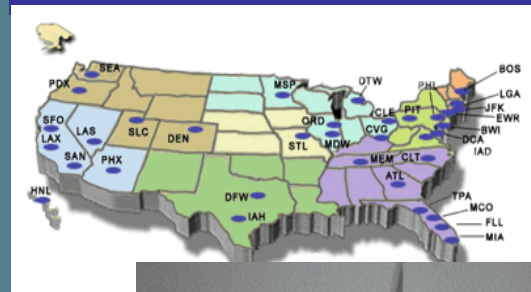 SEA
PDX
SFO
LAX
LAS
SAN
PHX
SLC
DEN
HNL
MSP
DTW
ORD
MDW
STL
CLE
CVG
PIT
PHL
BOS
LGA
JFK
EWR
BWI
DCA
IAD
MEM
CLT
ATL
DFW
IAH
TPA
MCO
FLL
MIA